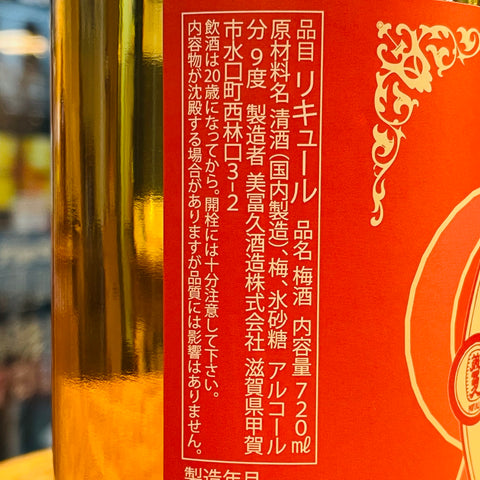 品目 リキュール 品名 梅酒 内容量 720㎖
原材料名 清酒(国内製造)、梅、氷砂糖 アルコール
分 9度 製造者 美冨久酒造株式会社 滋賀県甲賀
市水口町西林口3-2
飲酒は20歳になってから。開栓には十分注意して下さい。
内容物が沈殿する場合がありますが品質には影響はありません。
製造年月